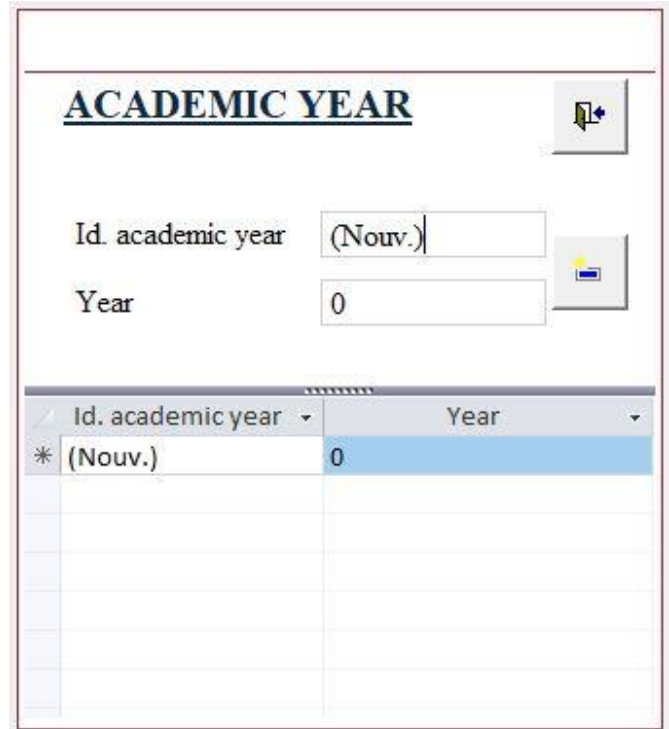 ACADEMIC YEAR
Id. academic year (Nouv.)
Year 0
Id. academic year Year
(Nouv.) 0